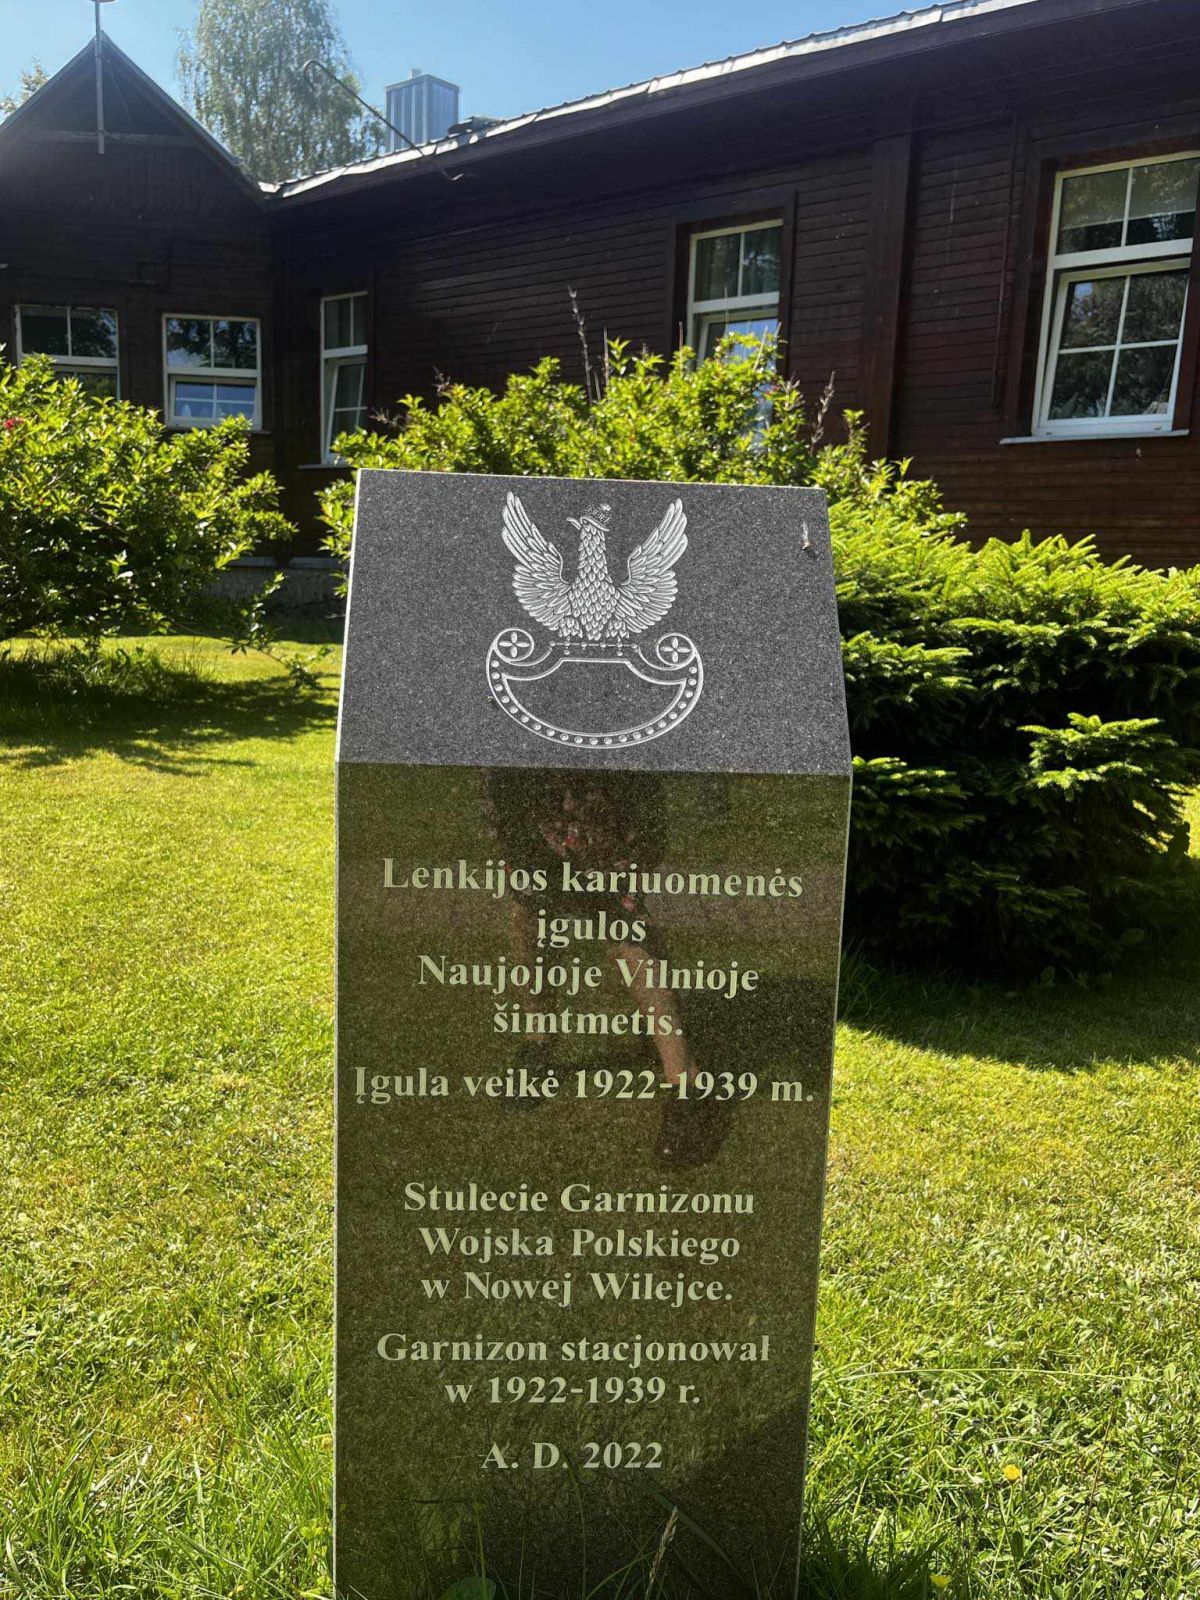 Lenkijos kariuomenės
įgulos
Naujojoje Vilnioje
šimtmetis.
Įgula veikė 1922-1939 m.
Stulecie Garnizonu
Wojska Polskiego
w Nowej Wilejce.
Garnizon stacjonował
w 1922-1939 r.
A. D. 2022